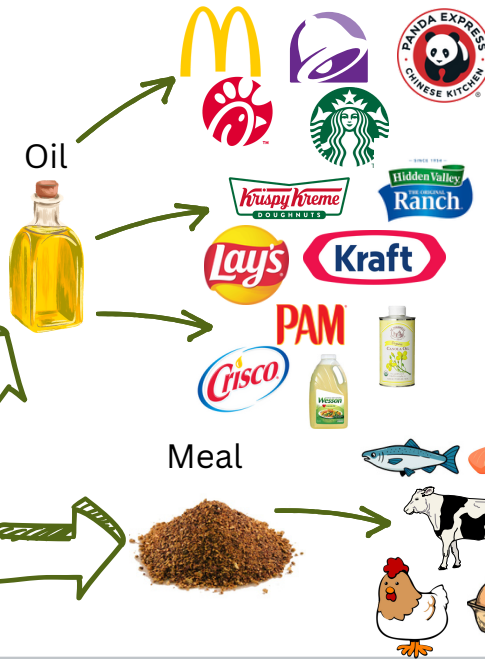 PANDA EXPRESS
CHINESE KITCHEN
TM
Oil
- SINCE 1954 -
Hidden Valley
THE ORIGINAL
Ranch
Krispy Kreme
DOUGHNUTS
Lay's
Kraft
PAM
Crisco
Wesson
Meal